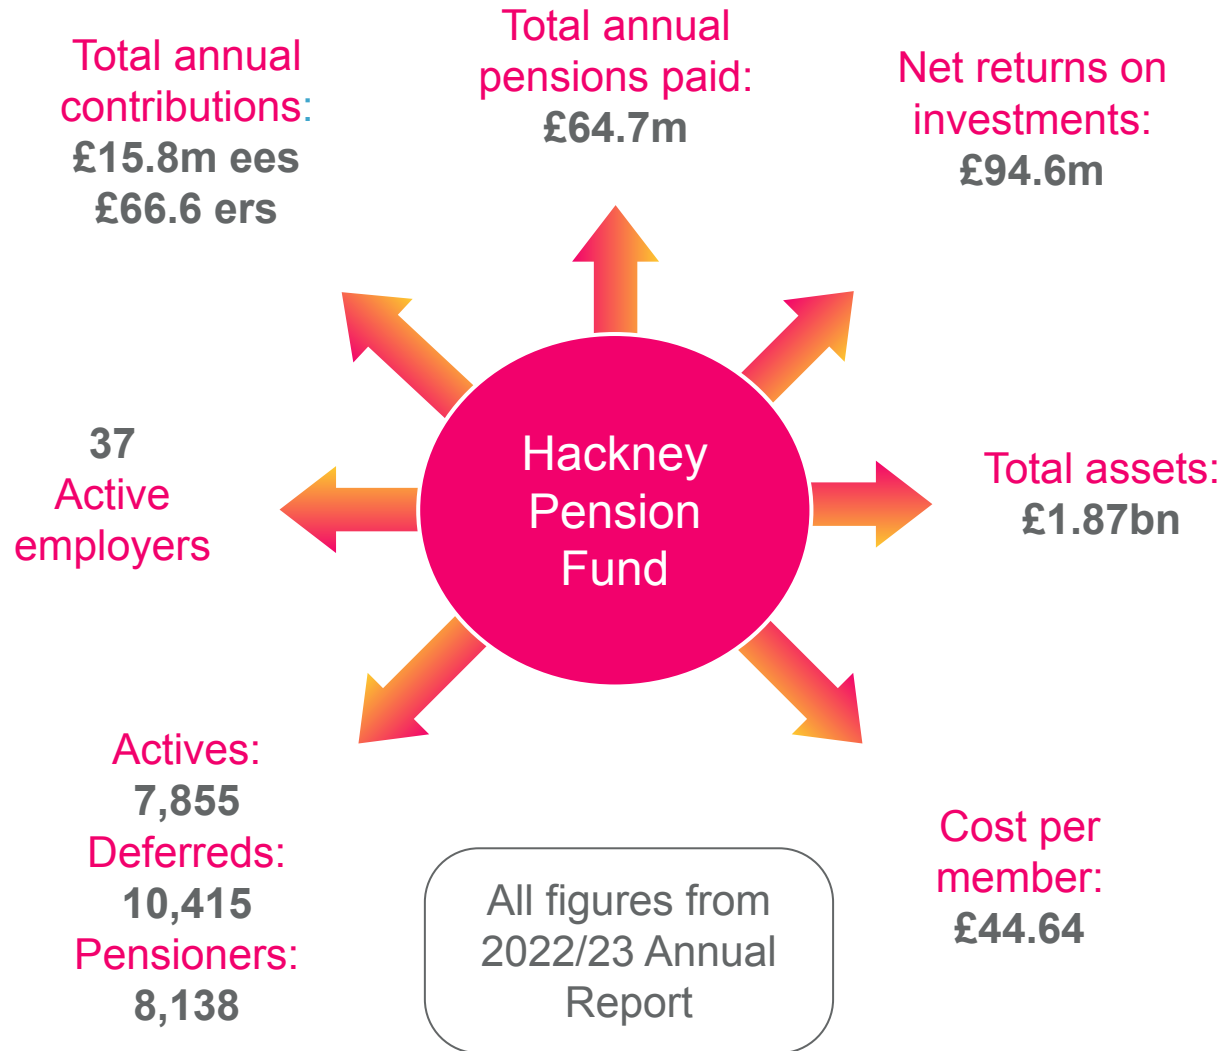 Total annual
contributions:
£15.8m ees
£66.6 ers
Total annual
pensions paid:
£64.7m
Net returns on
investments:
£94.6m
37
Active
employers
Hackney
Pension
Fund
Total assets:
£1.87bn
Actives:
7,855
Deferreds:
10,415
Pensioners:
8,138
All figures from
2022/23 Annual
Report
Cost per
member:
£44.64